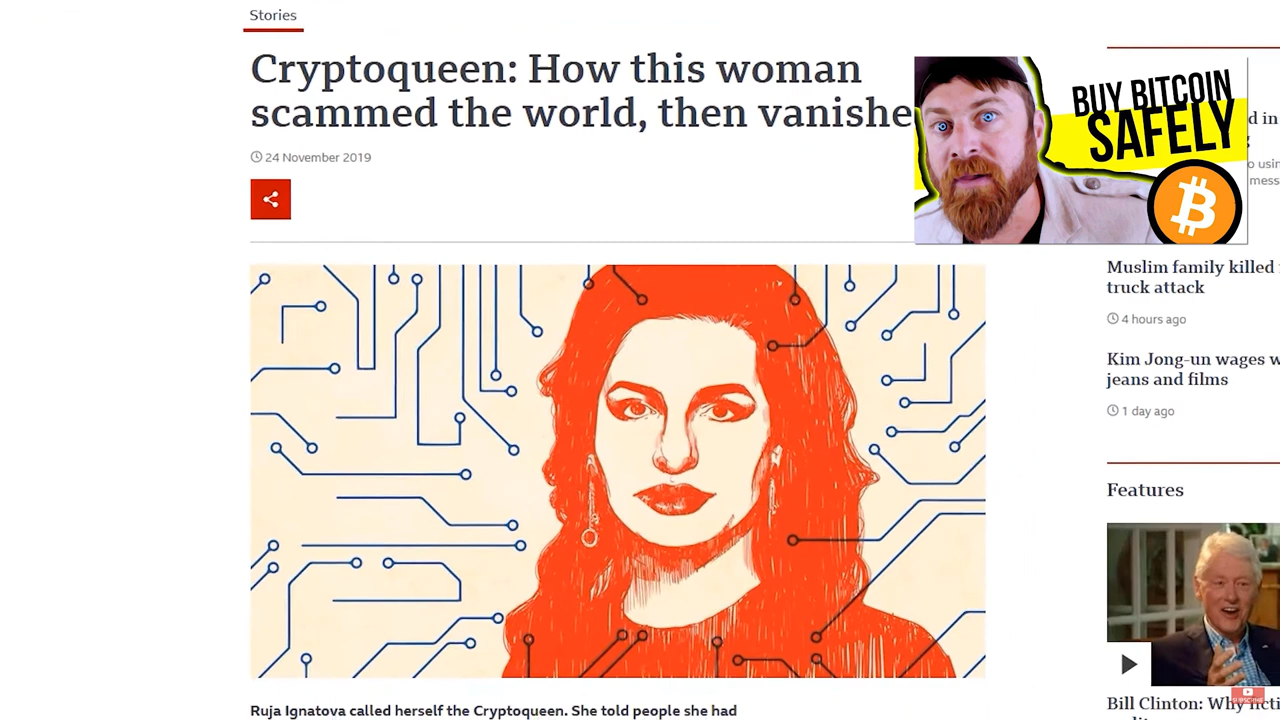 Stories
Cryptoqueen: How this woman
scammed the world, then vanishe
24 November 2019
BUY BITCOIN
SAFELY
d in
o usin
mess
Muslim family killed
truck attack
4 hours ago
Kim Jong-un wages w
jeans and films
1 day ago
Features
Bill Clinton: Why ficti
SUBSCRIBE
Ruja Ignatova called herself the Cryptoqueen. She told people she had